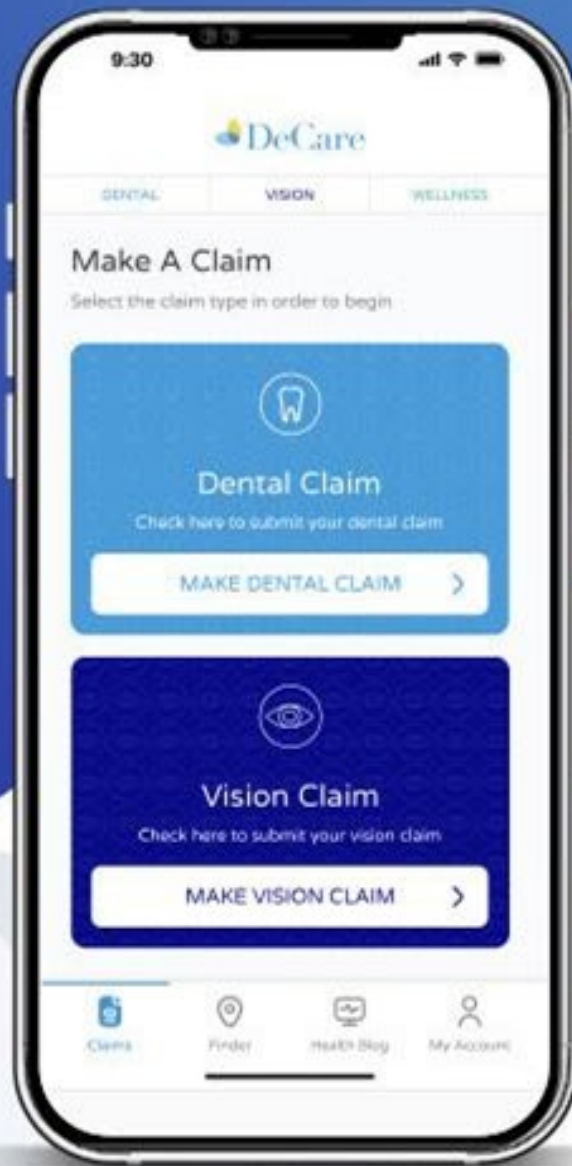 9:30
DeCare
DENTAL VISION WELLNESS
Make A Claim
Select the claim type in order to begin
Dental Claim
Check here to submit your dental claim
MAKE DENTAL CLAIM
Vision Claim
Check here to submit your vision claim
MAKE VISION CLAIM
Claims Finder Health Blog My Account